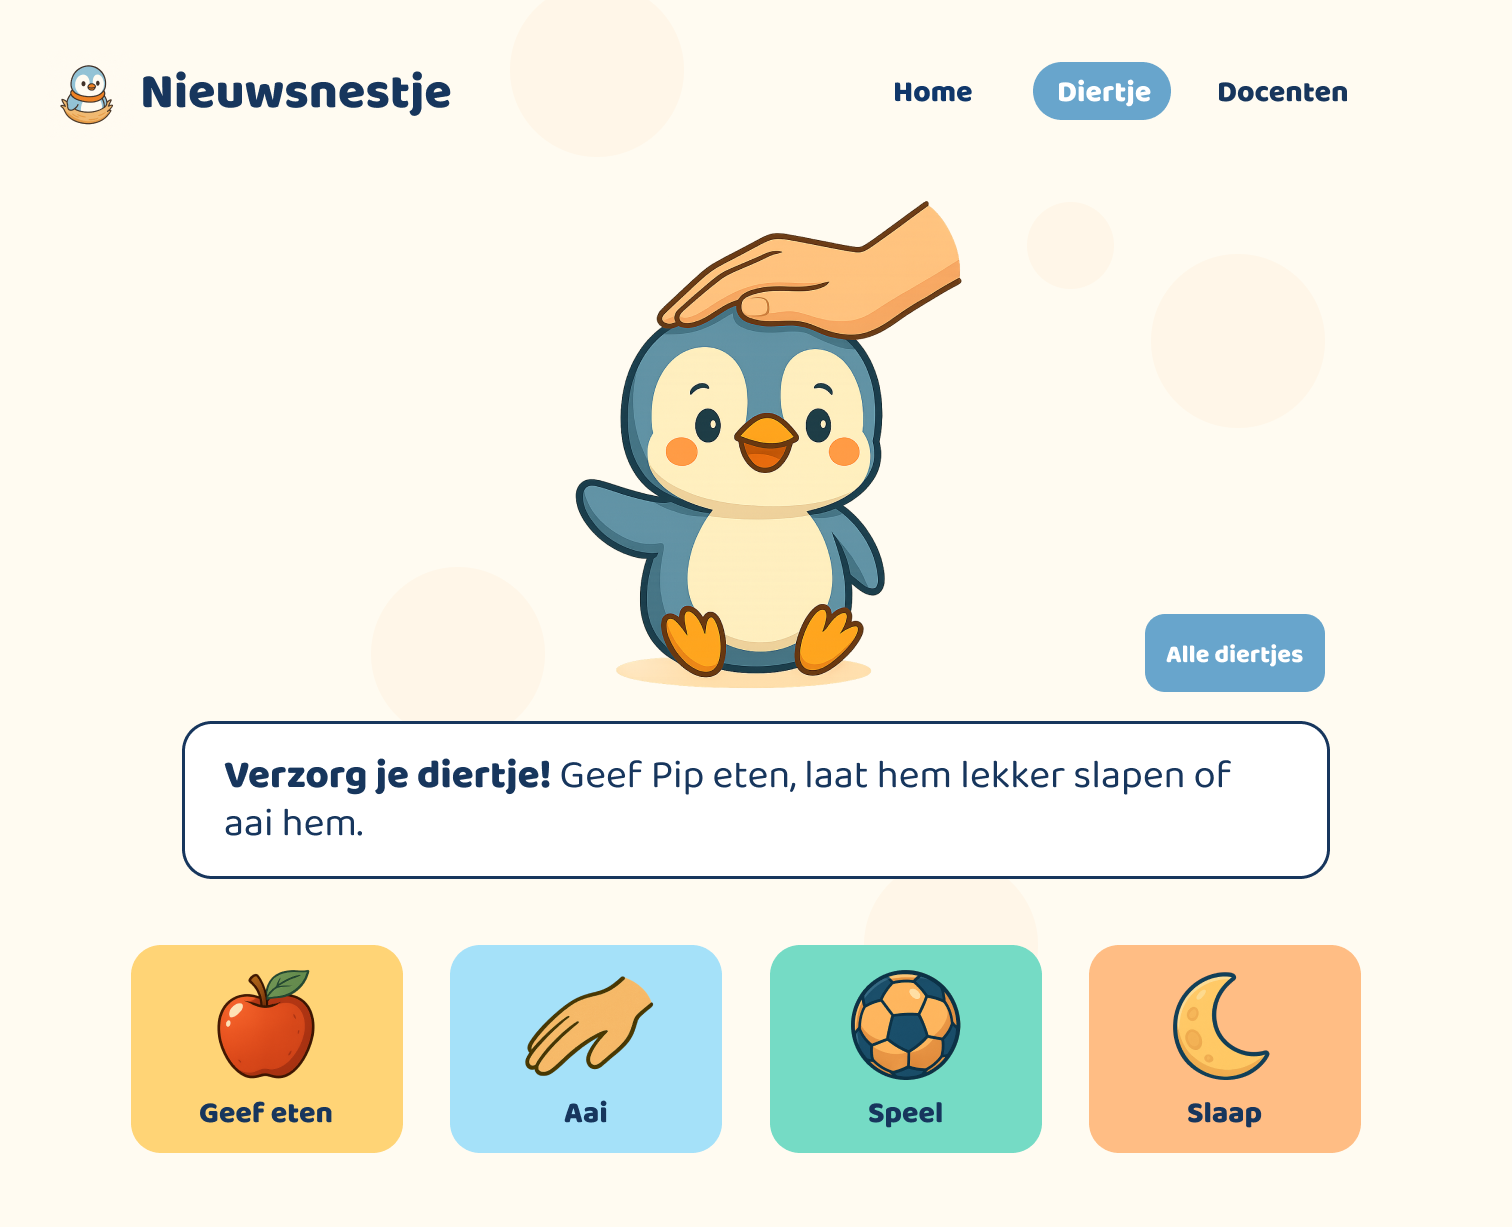 Nieuwsnestje
Home
Diertje
Docenten
Alle diertjes
Verzorg je diertje! Geef Pip eten, laat hem lekker slapen of
aai hem.
Geef eten
Aai
Speel
Slaap